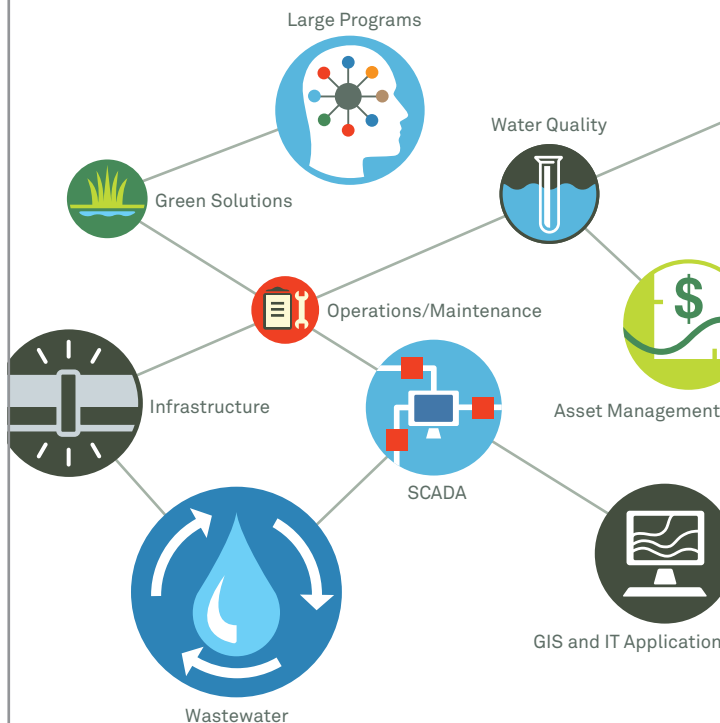 Large Programs
Water Quality
Green Solutions
$
Operations/Maintenance
Infrastructure
Asset Management
SCADA
GIS and IT Application
Wastewater